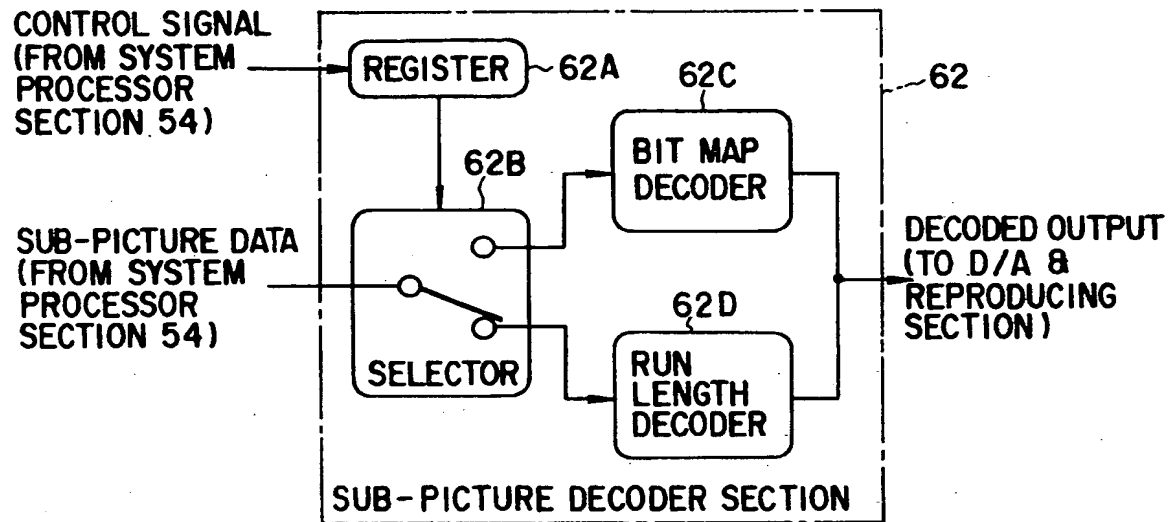 CONTROL SIGNAL
(FROM SYSTEM
PROCESSOR
SECTION 54)
REGISTER
62A
62B
62C
62
BIT MAP
DECODER
SUB-PICTURE DATA
(FROM SYSTEM
PROCESSOR
SECTION 54)
SELECTOR
62D
RUN
LENGTH
DECODER
DECODED OUTPUT
(TO D/A &
REPRODUCING
SECTION)
SUB-PICTURE DECODER SECTION